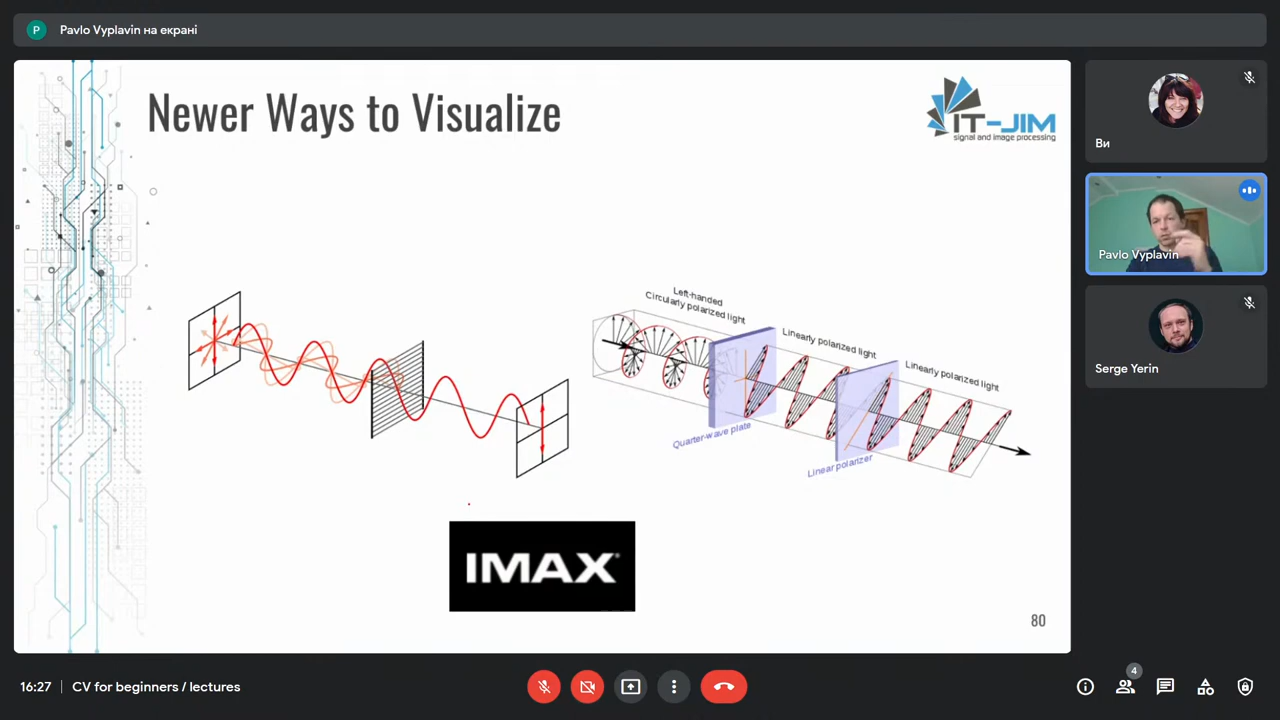 P
Pavlo Vyplavin на екрані
Newer Ways to Visualize
IT-JIM
signal and image processing
Left-handed
Circularly polarized light
Linearly polarized light
Linearly polarized light
Quarter-wave plate
Linear polarizer
IMAX®
80
Ви
Pavlo Vyplavin
Serge Yerin
16:27 | CV for beginners / lectures
4